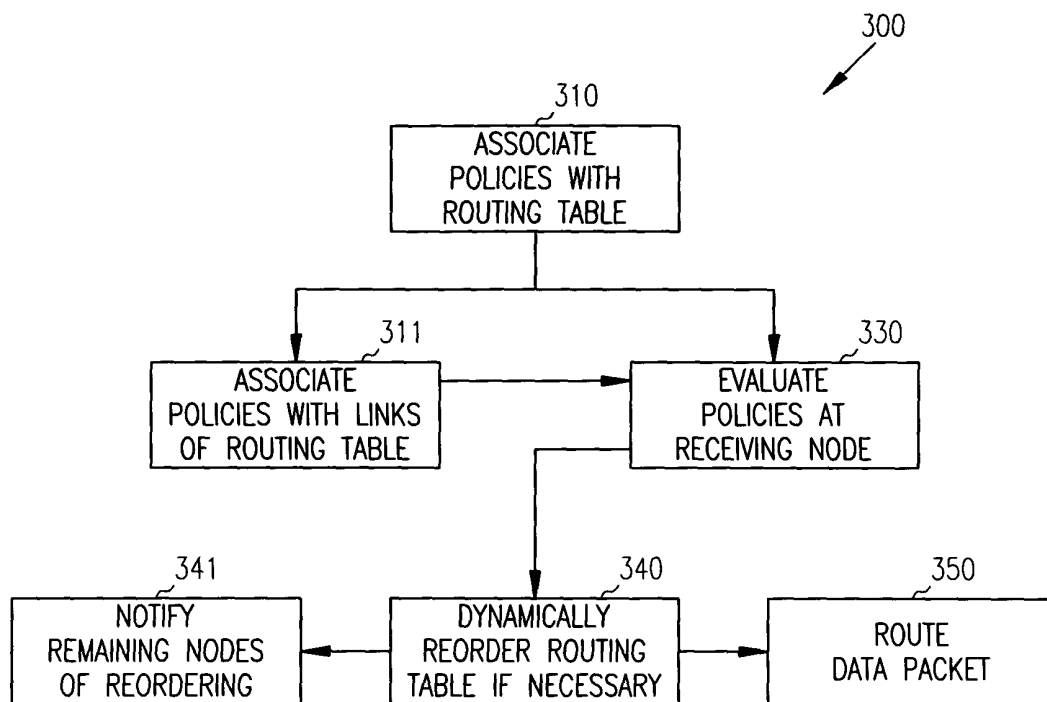 300
310
ASSOCIATE
POLICIES WITH
ROUTING TABLE
311
ASSOCIATE
POLICIES WITH LINKS
OF ROUTING TABLE
330
EVALUATE
POLICIES AT
RECEIVING NODE
341
NOTIFY
REMAINING NODES
OF REORDERING
340
DYNAMICALLY
REORDER ROUTING
TABLE IF NECESSARY
350
ROUTE
DATA PACKET